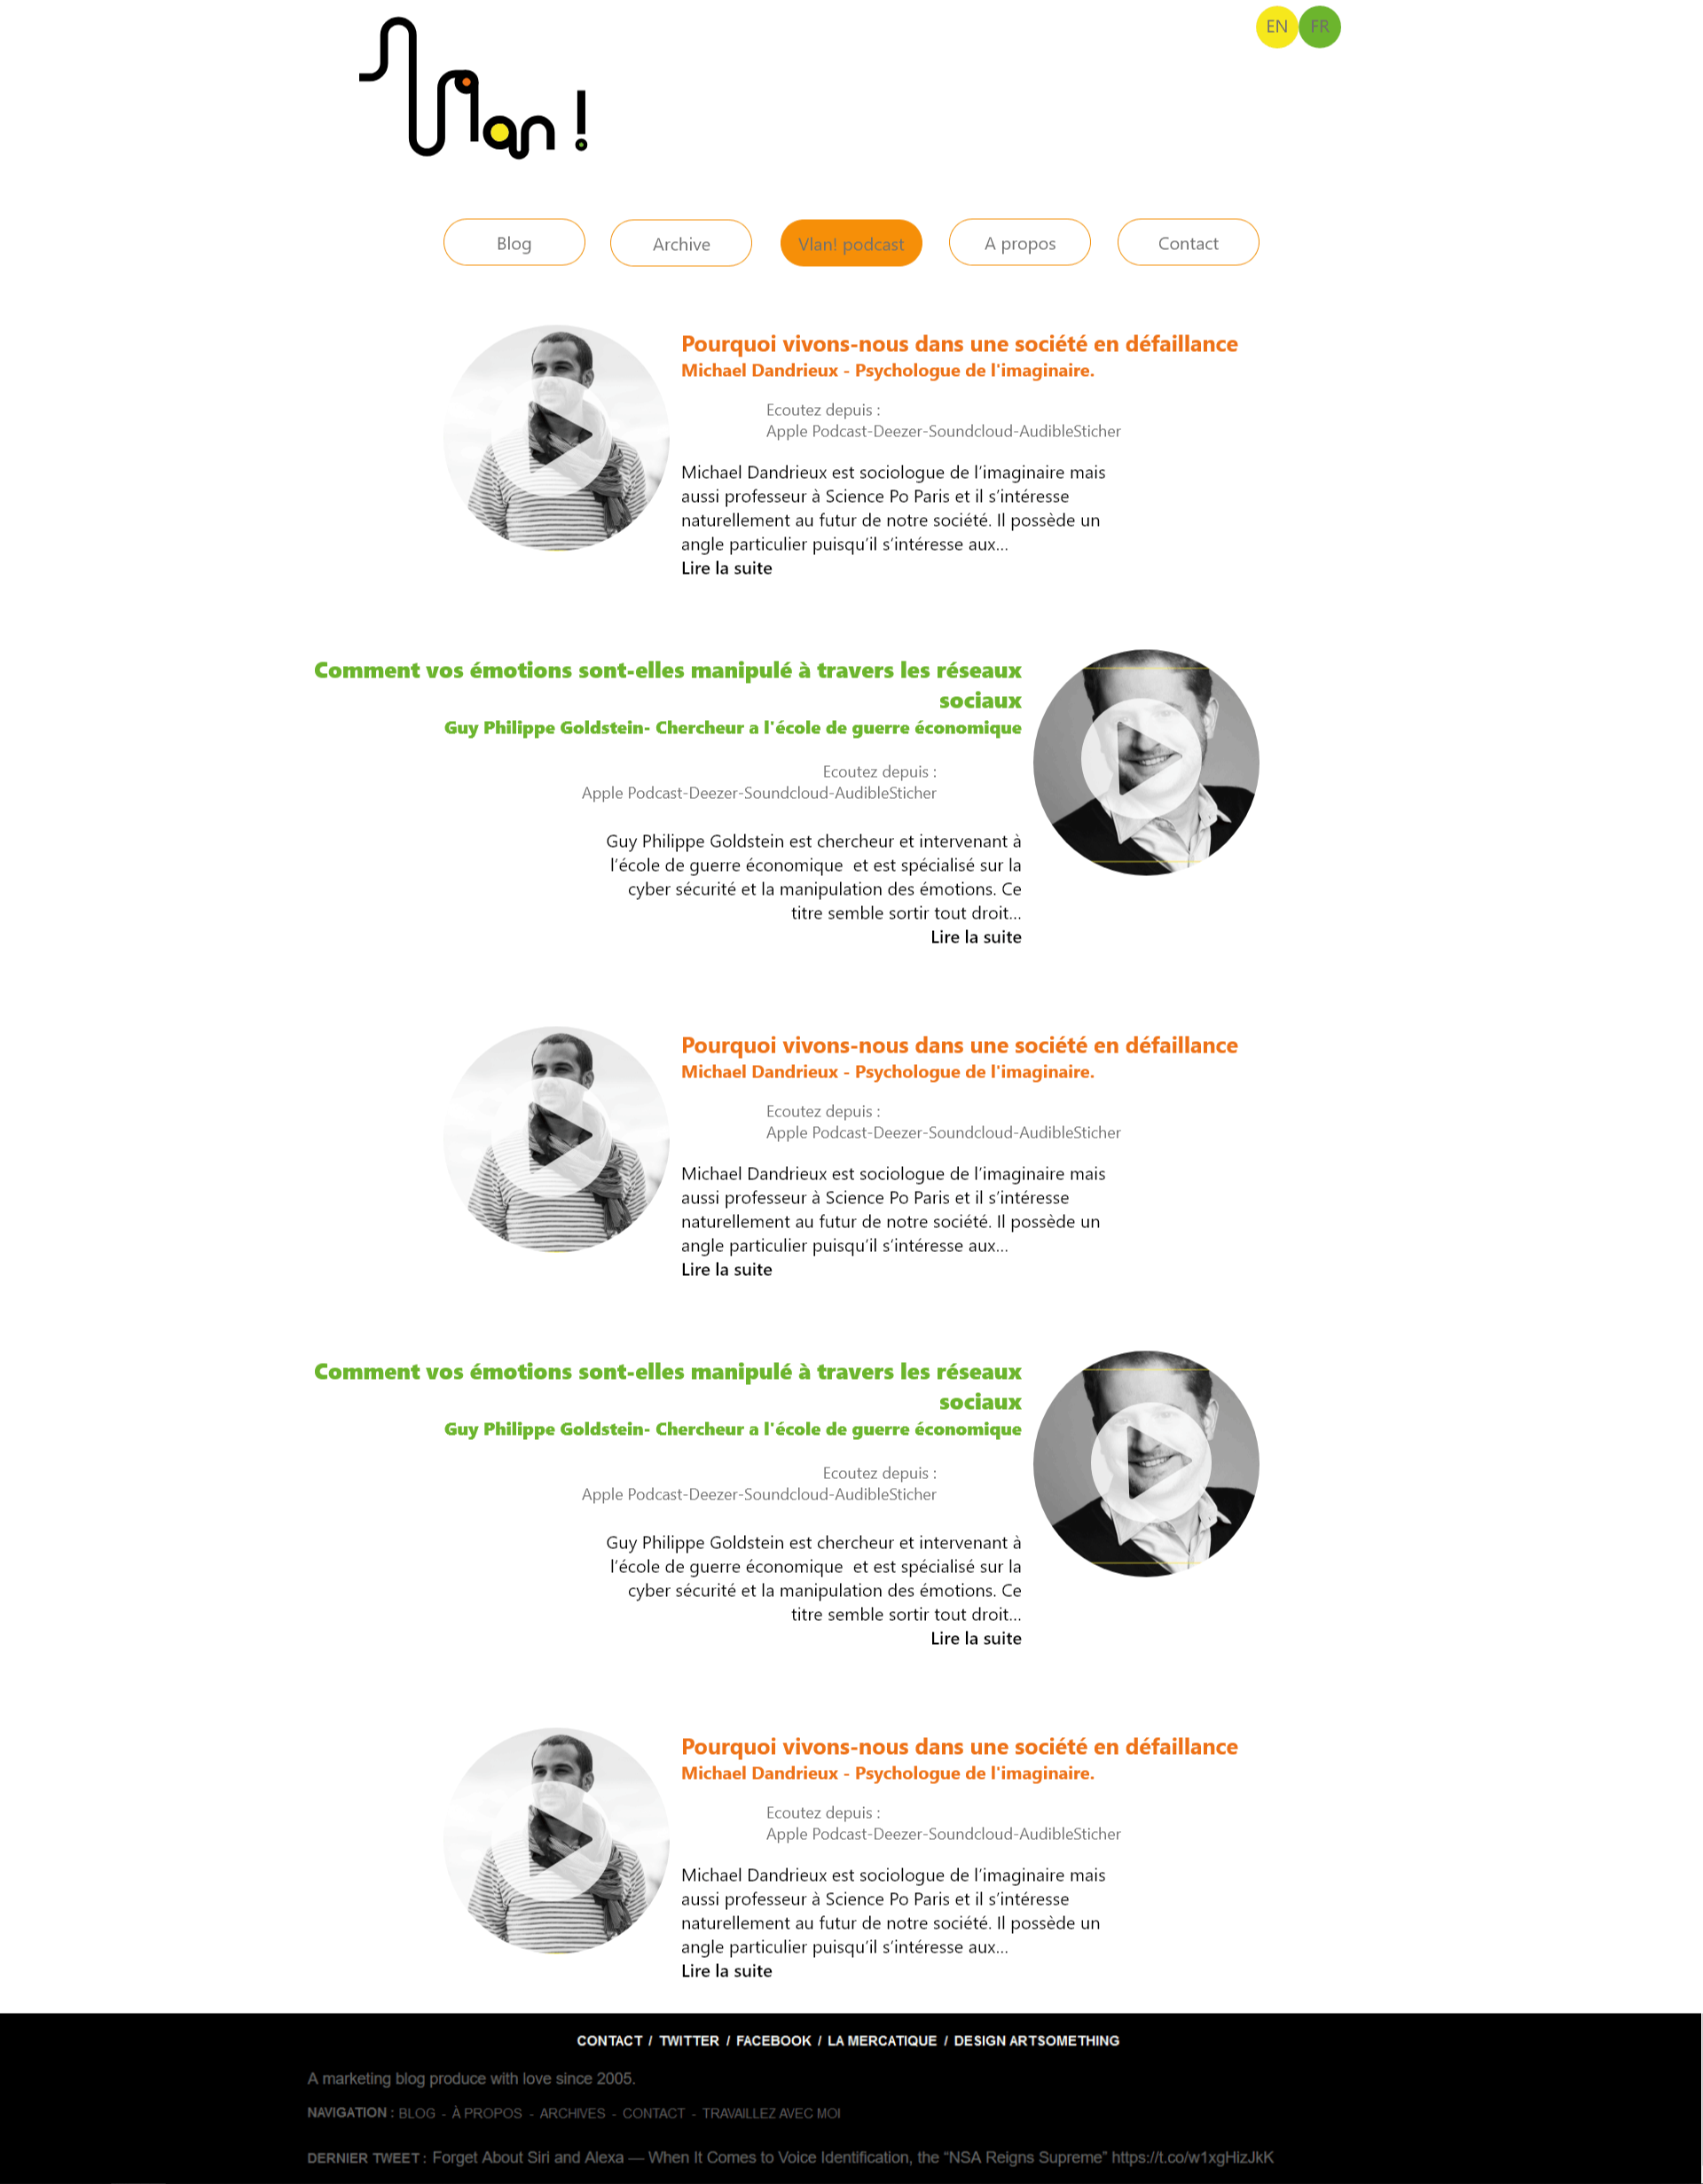 Vlan !
EN FR
Blog
Archive
Vlan! podcast
A propos
Contact
Pourquoi vivons-nous dans une société en défaillance
Michael Dandrieux - Psychologue de l'imaginaire.
Ecoutez depuis :
Apple Podcast-Deezer-Soundcloud-AudibleSticher
Michael Dandrieux est sociologue de l’imaginaire mais
aussi professeur à Science Po Paris et il s’intéresse
naturellement au futur de notre société. Il possède un
angle particulier puisqu’il s’intéresse aux...
Lire la suite
Comment vos émotions sont-elles manipulé à travers les réseaux
sociaux
Guy Philippe Goldstein- Chercheur a l'école de guerre économique
Ecoutez depuis :
Apple Podcast-Deezer-Soundcloud-AudibleSticher
Guy Philippe Goldstein est chercheur et intervenant à
l’école de guerre économique  et est spécialisé sur la
cyber sécurité et la manipulation des émotions. Ce
titre semble sortir tout droit...
Lire la suite
Pourquoi vivons-nous dans une société en défaillance
Michael Dandrieux - Psychologue de l'imaginaire.
Ecoutez depuis :
Apple Podcast-Deezer-Soundcloud-AudibleSticher
Michael Dandrieux est sociologue de l’imaginaire mais
aussi professeur à Science Po Paris et il s’intéresse
naturellement au futur de notre société. Il possède un
angle particulier puisqu’il s’intéresse aux...
Lire la suite
Comment vos émotions sont-elles manipulé à travers les réseaux
sociaux
Guy Philippe Goldstein- Chercheur a l'école de guerre économique
Ecoutez depuis :
Apple Podcast-Deezer-Soundcloud-AudibleSticher
Guy Philippe Goldstein est chercheur et intervenant à
l’école de guerre économique  et est spécialisé sur la
cyber sécurité et la manipulation des émotions. Ce
titre semble sortir tout droit...
Lire la suite
Pourquoi vivons-nous dans une société en défaillance
Michael Dandrieux - Psychologue de l'imaginaire.
Ecoutez depuis :
Apple Podcast-Deezer-Soundcloud-AudibleSticher
Michael Dandrieux est sociologue de l’imaginaire mais
aussi professeur à Science Po Paris et il s’intéresse
naturellement au futur de notre société. Il possède un
angle particulier puisqu’il s’intéresse aux...
Lire la suite
CONTACT / TWITTER / FACEBOOK / LA MERCATIQUE / DESIGN ARTSOMETHING
A marketing blog produce with love since 2005.
NAVIGATION : BLOG - À PROPOS - ARCHIVES - CONTACT - TRAVAILLEZ AVEC MOI
DERNIER TWEET : Forget About Siri and Alexa — When It Comes to Voice Identification, the “NSA Reigns Supreme” https://t.co/w1xgHizJkK